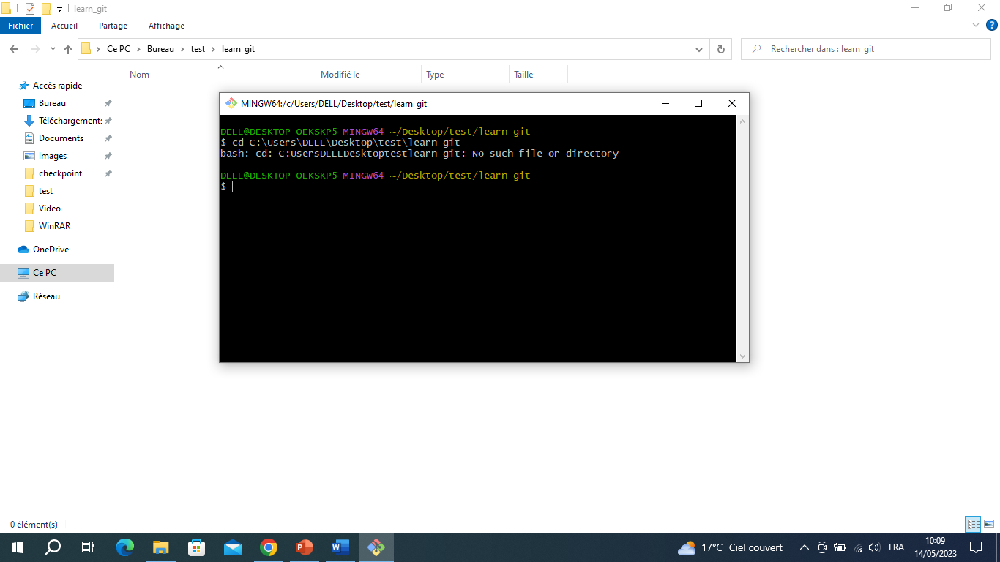 learn_git
Fichier Accueil Partage Affichage
Ce PC Bureau test learn_git Rechercher dans : learn_git
Nom Modifié le Type Taille
Accès rapide
Bureau
Téléchargements
Documents
Images
checkpoint
test
Video
WinRAR
OneDrive
Ce PC
Réseau
MINGW64:/c/Users/DELL/Desktop/test/learn_git
DELL@DESKTOP-OEKSKP5 MINGW64 ~/Desktop/test/learn_git
$ cd C:\Users\DELL\Desktop\test\learn_git
bash: cd: C:UsersDELLDesktoptestlearn_git: No such file or directory
DELL@DESKTOP-OEKSKP5 MINGW64 ~/Desktop/test/learn_git
$
0 élément(s)
17°C Ciel couvert FRA 10:09
14/05/2023